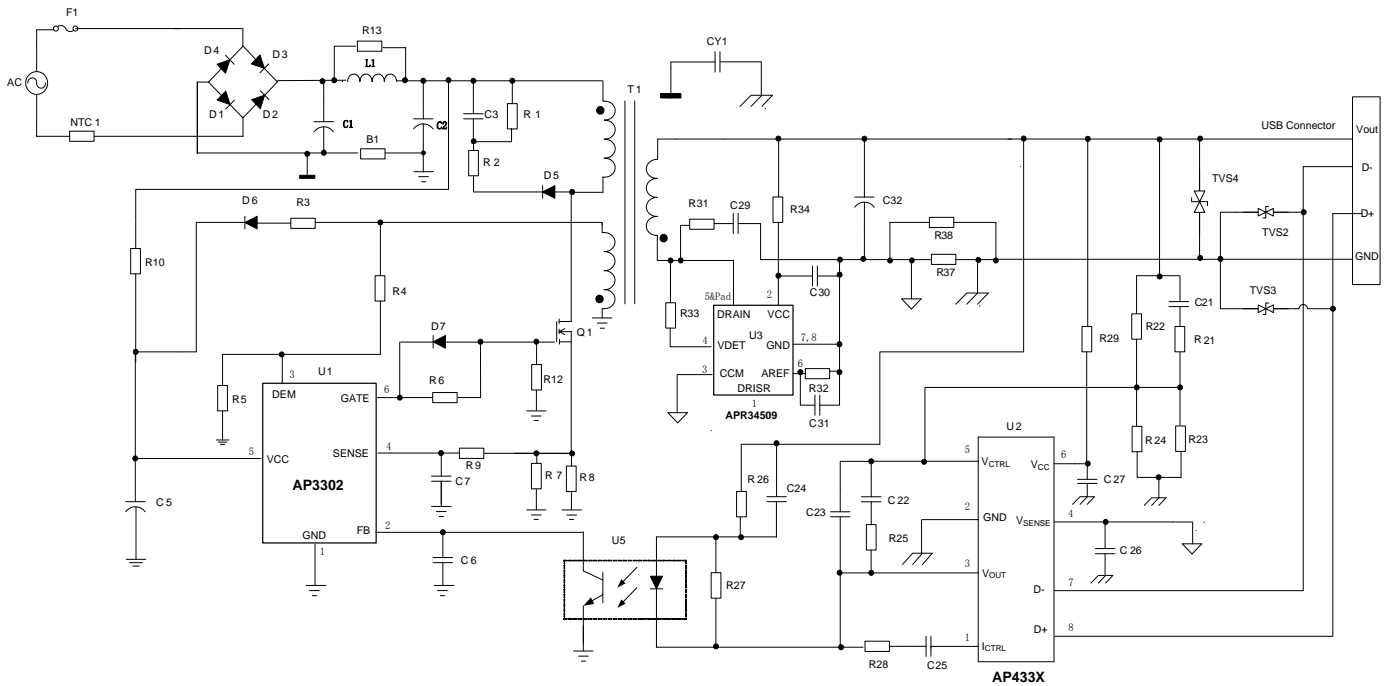 F1
AC
NTC 1
D4
D3
D1
D2
R13
L1
C1
C2
B1
C3
R 1
R 2
D5
T1
CY1
USB Connector
Vout
D-
D+
GND
TVS4
TVS2
TVS3
D6
R3
R10
R4
R31
C29
R34
C32
R38
R37
C30
R33
5&Pad
2
DRAIN
VCC
U3
4
VDET
GND
7, 8
3
CCM
AREF
6
DRISR
1
APR34509
R32
C31
R29
R22
C21
R 21
R24
R23
D7
R6
Q1
R12
R5
U1
3
DEM
6
GATE
5
VCC
SENSE
4
AP3302
FB
2
GND
1
R9
C7
R 7
R 8
C 5
C 6
U5
R 26
C24
R27
C23
C 22
R25
R28
C25
U 2
5
VCTRL
VCC
6
2
GND
VSENSE
4
3
VOUT
D-
7
D+
8
1
ICTRL
AP433X
C 27
C 26